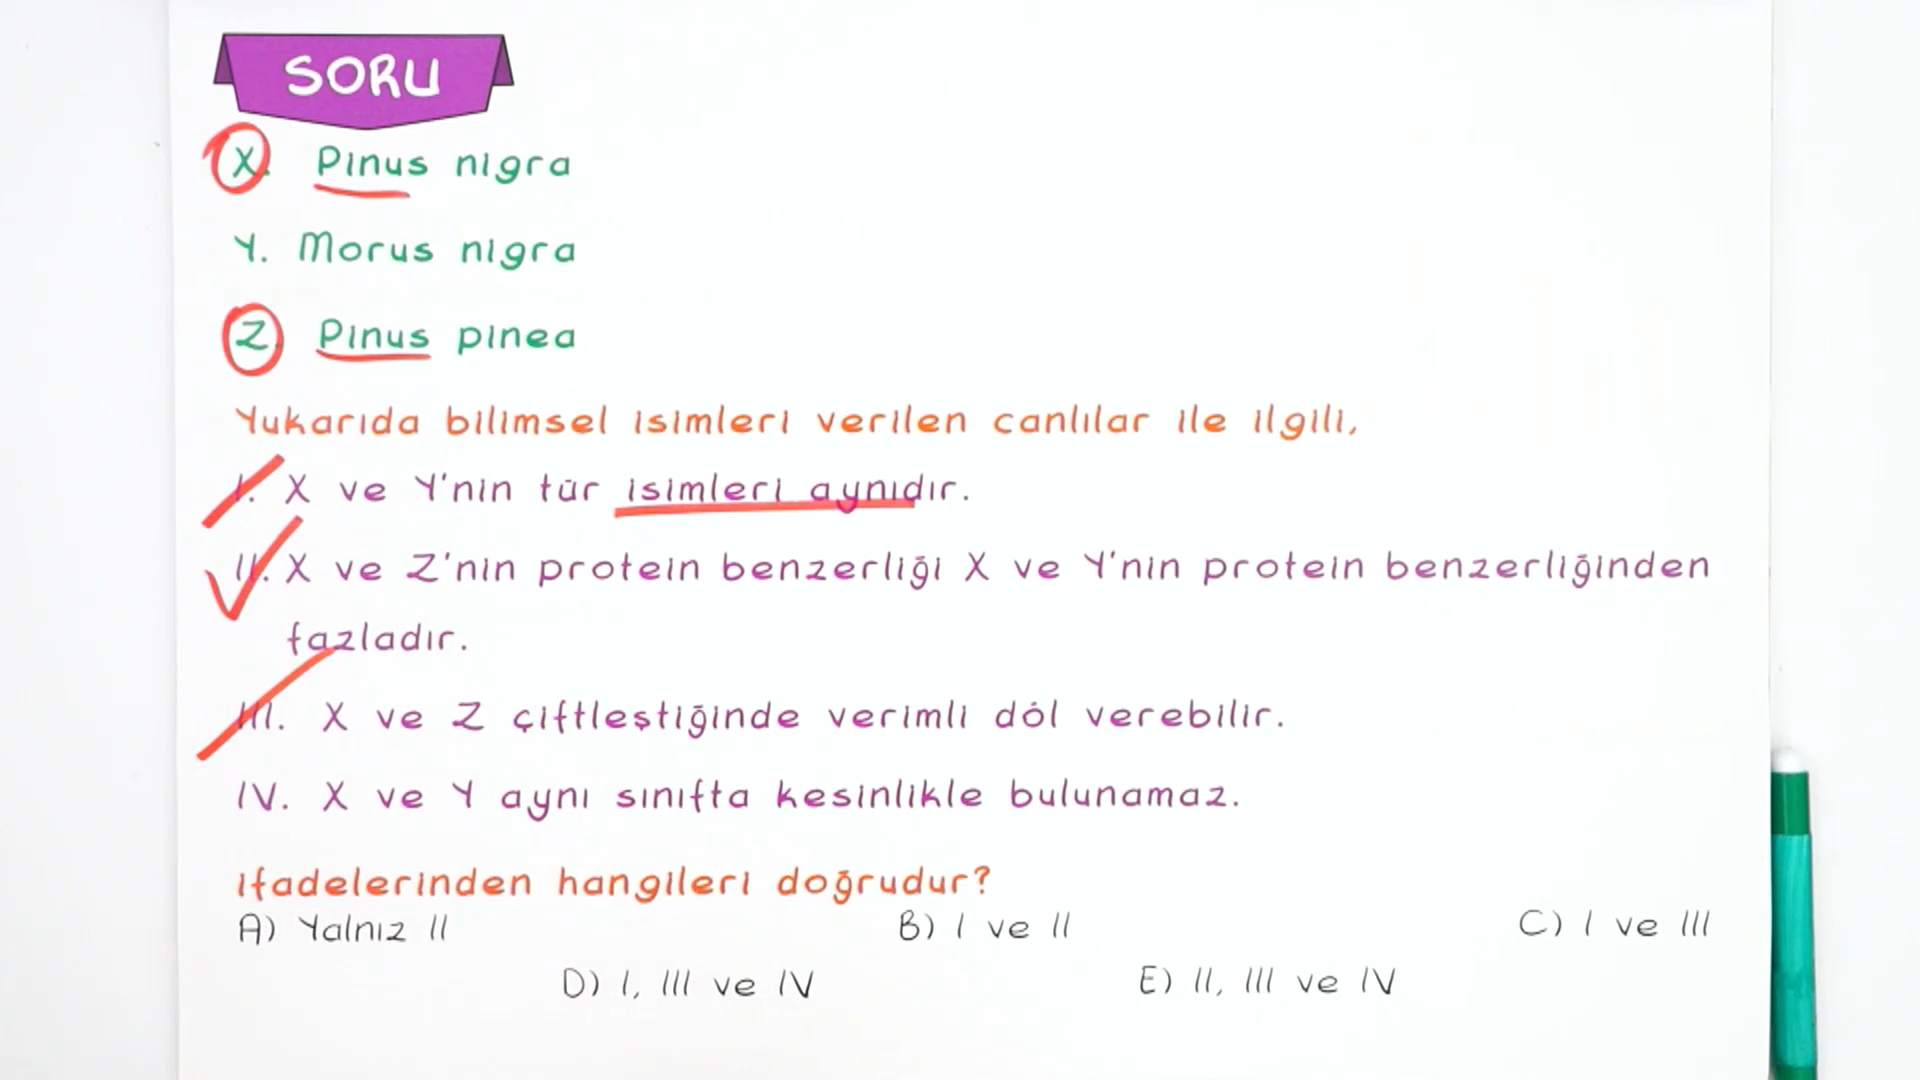 SORU
X. Pinus nigra
Y. Morus nigra
Z. Pinus pinea
Yukarıda bilimsel isimleri verilen canlılar ile ilgili,
I. X ve Y'nin tür isimleri aynıdır.
II. X ve Z'nin protein benzerliği X ve Y'nin protein benzerliğinden
fazladır.
III. X ve Z çiftleştiğinde verimli döl verebilir.
IV. X ve Y aynı sınıfta kesinlikle bulunamaz.
ifadelerinden hangileri doğrudur?
A) Yalnız II B) I ve II C) I ve III
D) I, III ve IV E) II, III ve IV